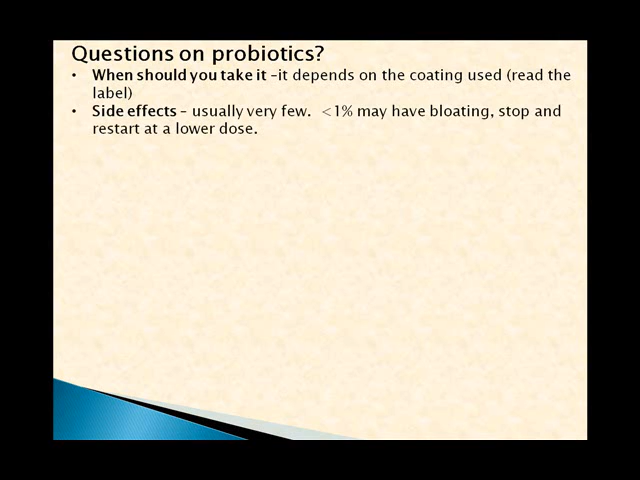 Questions on probiotics?
• When should you take it –it depends on the coating used (read the
label)
• Side effects – usually very few.  <1% may have bloating, stop and
restart at a lower dose.